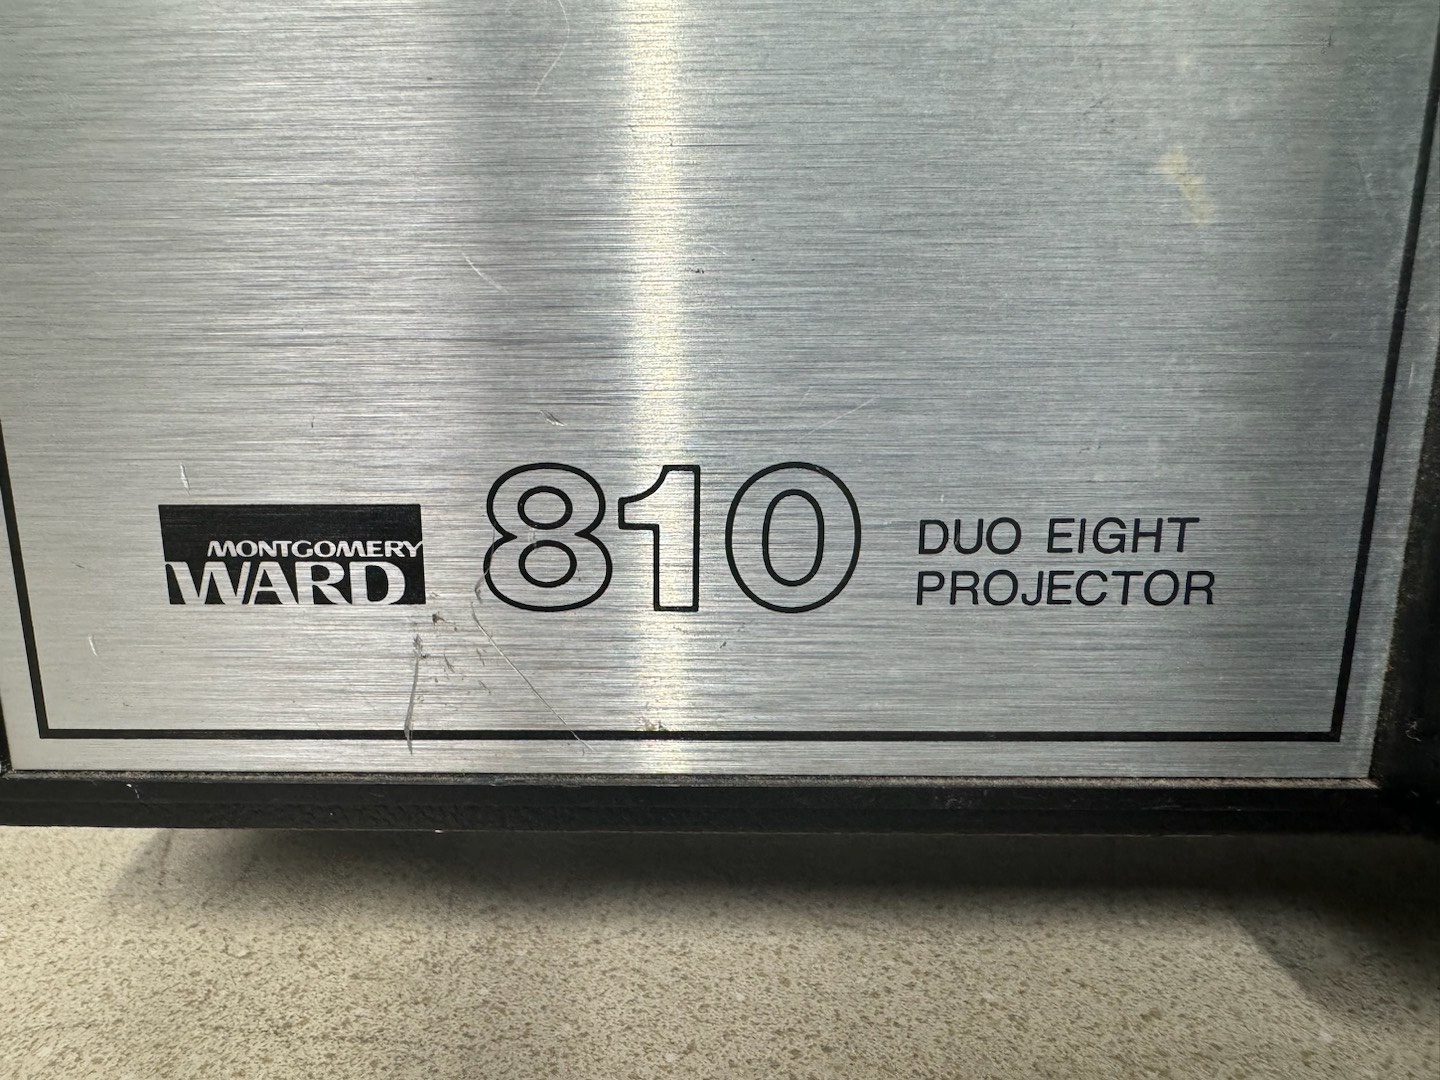 MONTGOMERY
WARD
810
DUO EIGHT
PROJECTOR